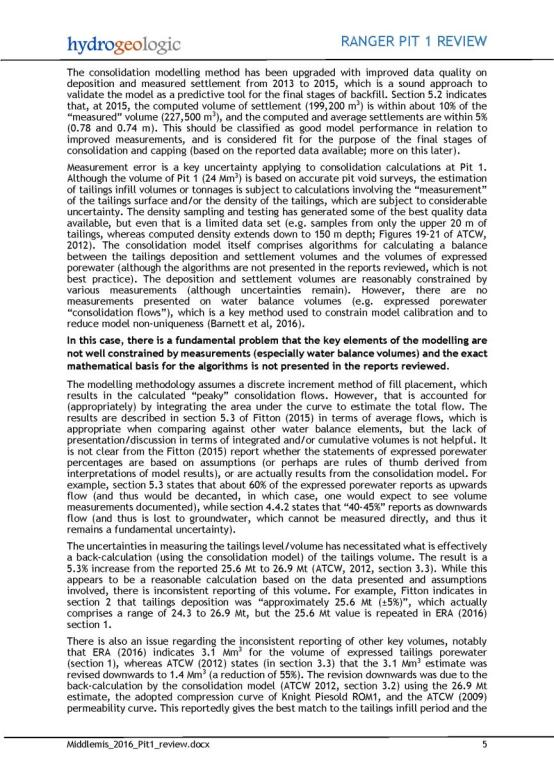 hydrogeologic
RANGER PIT 1 REVIEW
The consolidation modelling method has been upgraded with improved data quality on
deposition and measured settlement from 2013 to 2015, which is a sound approach to
validate the model as a predictive tool for the final stages of backfill. Section 5.2 indicates
that, at 2015, the computed volume of settlement (199,200 m³) is within about 10% of the
“measured” volume (227,500 m³), and the computed and average settlements are within 5%
(0.78 and 0.74 m). This should be classified as good model performance in relation to
improved measurements, and is considered fit for the purpose of the final stages of
consolidation and capping (based on the reported data available; more on this later).
Measurement error is a key uncertainty applying to consolidation calculations at Pit 1.
Although the volume of Pit 1 (24 Mm³) is based on accurate pit void surveys, the estimation
of tailings infill volumes or tonnages is subject to calculations involving the “measurement”
of the tailings surface and/or the density of the tailings, which are subject to considerable
uncertainty. The density sampling and testing has generated some of the best quality data
available, but even that is a limited data set (e.g. samples from only the upper 20 m of
tailings, whereas computed density extends down to 150 m depth; Figures 19-21 of ATCW,
2012). The consolidation model itself comprises algorithms for calculating a balance
between the tailings deposition and settlement volumes and the volumes of expressed
porewater (although the algorithms are not presented in the reports reviewed, which is not
best practice). The deposition and settlement volumes are reasonably constrained by
various measurements (although uncertainties remain). However, there are no
measurements presented on water balance volumes (e.g. expressed porewater
“consolidation flows”), which is a key method used to constrain model calibration and to
reduce model non-uniqueness (Barnett et al, 2016).
In this case, there is a fundamental problem that the key elements of the modelling are
not well constrained by measurements (especially water balance volumes) and the exact
mathematical basis for the algorithms is not presented in the reports reviewed.
The modelling methodology assumes a discrete increment method of fill placement, which
results in the calculated “peaky” consolidation flows. However, that is accounted for
(appropriately) by integrating the area under the curve to estimate the total flow. The
results are described in section 5.3 of Fitton (2015) in terms of average flows, which is
appropriate when comparing against other water balance elements, but the lack of
presentation/discussion in terms of integrated and/or cumulative volumes is not helpful. It
is not clear from the Fitton (2015) report whether the statements of expressed porewater
percentages are based on assumptions (or perhaps are rules of thumb derived from
interpretations of model results), or are actually results from the consolidation model. For
example, section 5.3 states that about 60% of the expressed porewater reports as upwards
flow (and thus would be decanted, in which case, one would expect to see volume
measurements documented), while section 4.4.2 states that “40-45%” reports as downwards
flow (and thus is lost to groundwater, which cannot be measured directly, and thus it
remains a fundamental uncertainty).
The uncertainties in measuring the tailings level/volume has necessitated what is effectively
a back-calculation (using the consolidation model) of the tailings volume. The result is a
5.3% increase from the reported 25.6 Mt to 26.9 Mt (ATCW, 2012, section 3.3). While this
appears to be a reasonable calculation based on the data presented and assumptions
involved, there is inconsistent reporting of this volume. For example, Fitton indicates in
section 2 that tailings deposition was “approximately 25.6 Mt (±5%)”, which actually
comprises a range of 24.3 to 26.9 Mt, but the 25.6 Mt value is repeated in ERA (2016)
section 1.
There is also an issue regarding the inconsistent reporting of other key volumes, notably
that ERA (2016) indicates 3.1 Mm³ for the volume of expressed tailings porewater
(section 1), whereas ATCW (2012) states (in section 3.3) that the 3.1 Mm³ estimate was
revised downwards to 1.4 Mm³ (a reduction of 55%). The revision downwards was due to the
back-calculation by the consolidation model (ATCW 2012, section 3.2) using the 26.9 Mt
estimate, the adopted compression curve of Knight Piesold ROM1, and the ATCW (2009)
permeability curve. This reportedly gives the best match to the tailings infill period and the
Middlemis_2016_Pit1_review.docx
5